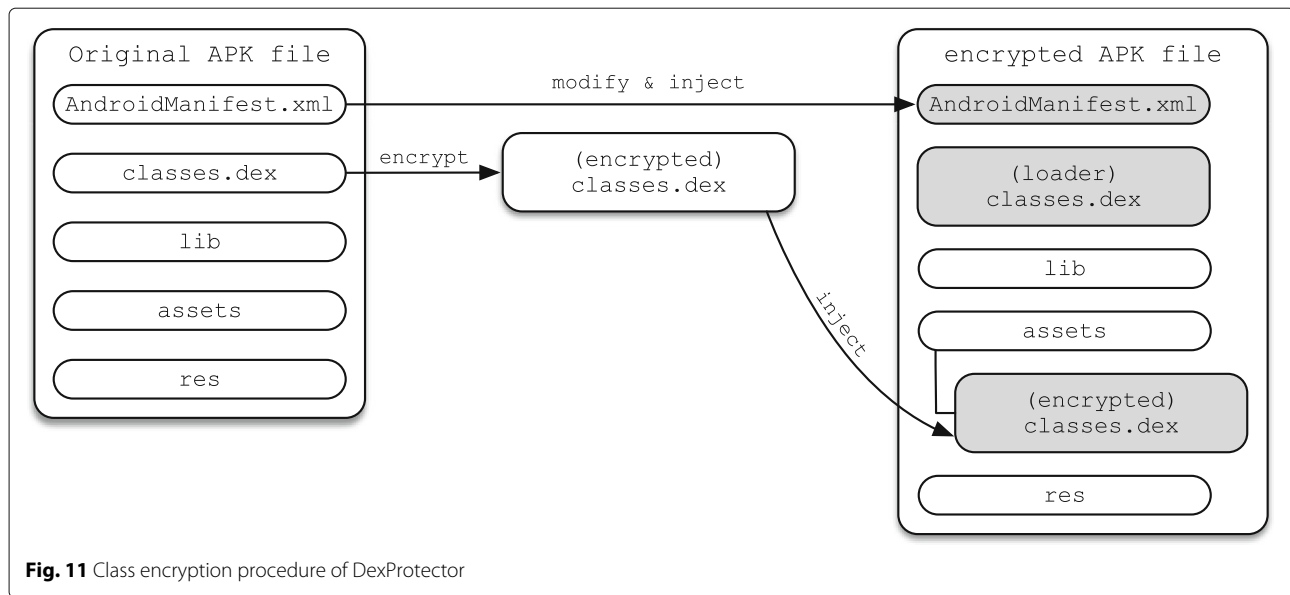 Original APK file
AndroidManifest.xml
classes.dex
lib
assets
res
modify & inject
encrypt
(encrypted)
classes.dex
inject
encrypted APK file
AndroidManifest.xml
(loader)
classes.dex
lib
assets
(encrypted)
classes.dex
res
Fig. 11 Class encryption procedure of DexProtector